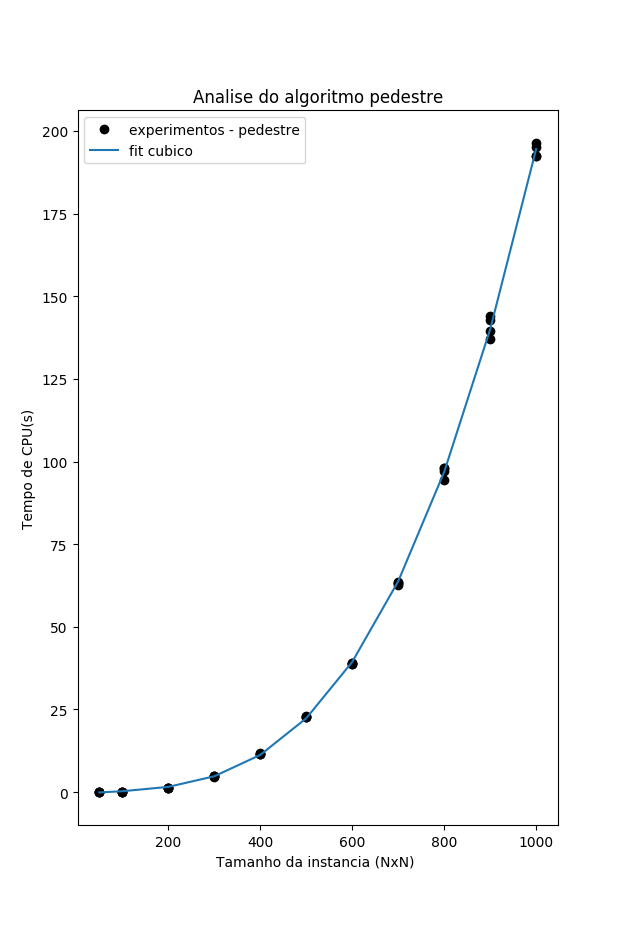 Analise do algoritmo pedestre
experimentos - pedestre
fit cubico
200
175
150
125
100
75
50
25
0
Tempo de CPU(s)
200 400 600 800 1000
Tamanho da instancia (NxN)